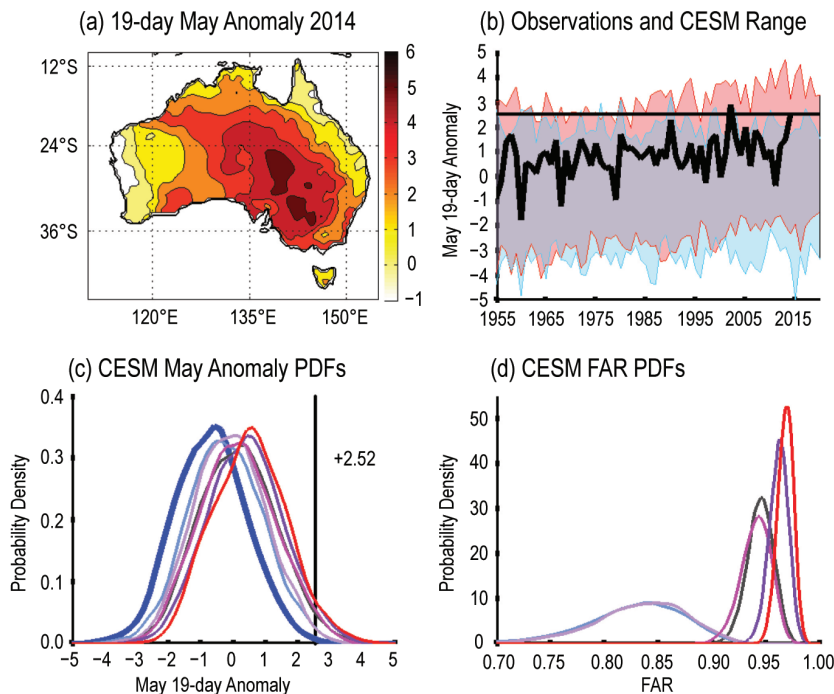 (a) 19-day May Anomaly 2014
12°S
24°S
36°S
120°E 135°E 150°E
6
5
4
3
2
1
0
−1
(b) Observations and CESM Range
May 19-day Anomaly
5
4
3
2
1
0
−1
−2
−3
−4
−5
1955 1965 1975 1985 1995 2005 2015
(c) CESM May Anomaly PDFs
Probability Density
0.4
0.3
0.2
0.1
0.0
+2.52
−5 −4 −3 −2 −1 0 1 2 3 4 5
May 19-day Anomaly
(d) CESM FAR PDFs
Probability Density
50
40
30
20
10
0
0.70 0.75 0.80 0.85 0.90 0.95 1.00
FAR